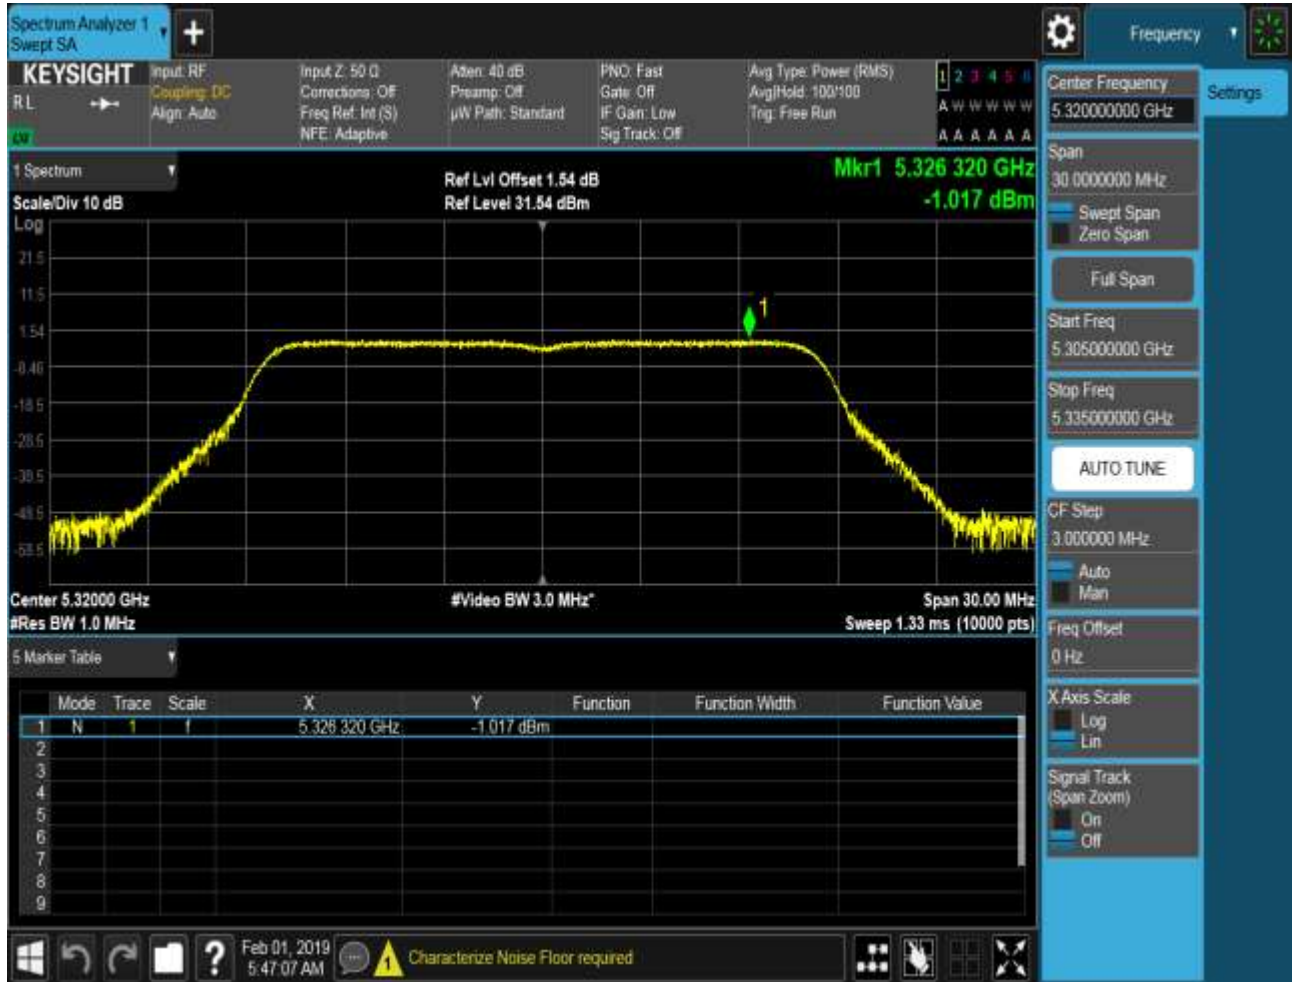 Spectrum Analyzer 1
Swept SA
+
Frequency
KEYSIGHT
RL
Input: RF
Coupling: DC
Align: Auto
Input Z: 50 Ω
Corrections: Off
Freq Ref: Int (S)
NFE: Adaptive
Atten: 40 dB
Preamp: Off
µW Path: Standard
PNO: Fast
Gate: Off
IF Gain: Low
Sig Track: Off
Avg Type: Power (RMS)
Avg|Hold: 100/100
Trig: Free Run
1 2 3 4 5 6
A W W W W W
A A A A A A
1 Spectrum
Scale/Div 10 dB
Log
Ref Lvl Offset 1.54 dB
Ref Level 31.54 dBm
Mkr1 5.326 320 GHz
-1.017 dBm
21.5
11.5
1.54
-8.46
-18.5
-28.6
-38.5
-48.5
-58.5
1
Center 5.32000 GHz
#Res BW 1.0 MHz
#Video BW 3.0 MHz*
Span 30.00 MHz
Sweep 1.33 ms (10000 pts)
5 Marker Table
Mode Trace Scale X Y Function Function Width Function Value
1 N 1 f 5.326 320 GHz -1.017 dBm
2
3
4
5
6
7
8
9
Center Frequency
5.320000000 GHz
Settings
Span
30.0000000 MHz
Swept Span
Zero Span
Full Span
Start Freq
5.305000000 GHz
Stop Freq
5.335000000 GHz
AUTO TUNE
CF Step
3.000000 MHz
Auto
Man
Freq Offset
0 Hz
X Axis Scale
Log
Lin
Signal Track
(Span Zoom)
On
Off
?
Feb 01, 2019
5:47:07 AM
1
Characterize Noise Floor required